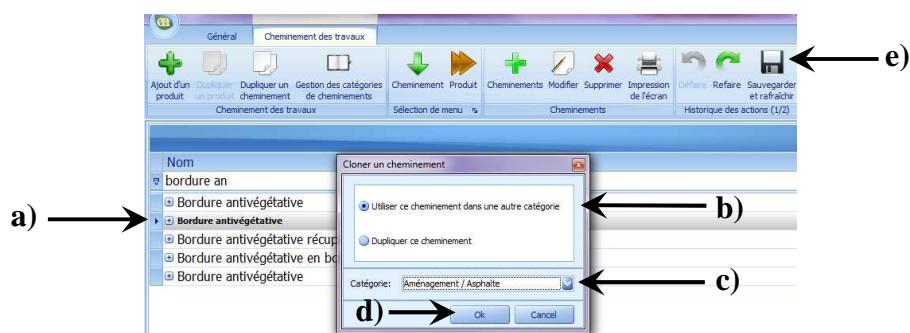 Général Cheminement des travaux
Ajout d'un produit Dupliquer un produit Dupliquer un cheminement Gestion des catégories de cheminements Cheminement Produit Cheminements Modifier Supprimer Impression de l'écran Défaire Refaire Sauvegarder et rafraîchir
Cheminement des travaux Sélection de menu Cheminements Historique des actions (1/2)
e)
Nom
bordure an
Bordure antivégétative
a) Bordure antivégétative
Bordure antivégétative récup
Bordure antivégétative en bo
Bordure antivégétative
Cloner un cheminement
Utiliser ce cheminement dans une autre catégorie
b)
Dupliquer ce cheminement
Catégorie: Aménagement / Asphalte
c)
d) Ok Cancel